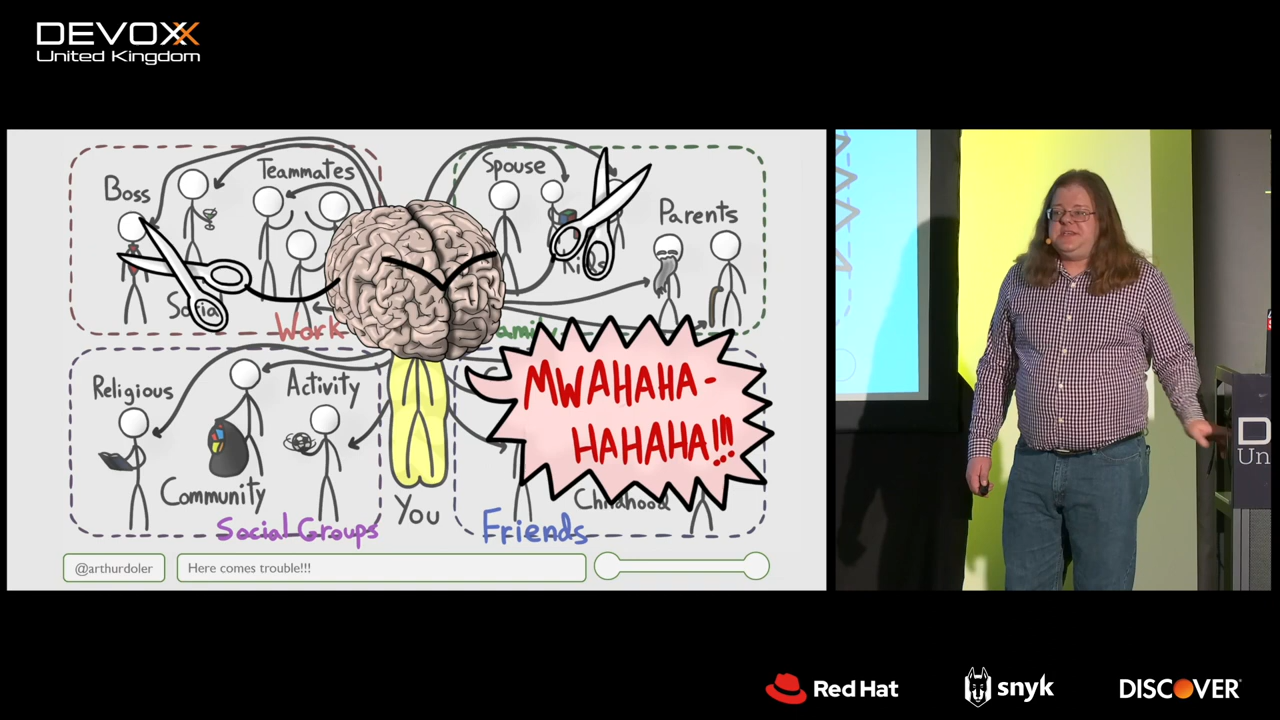 DEVOXX
United Kingdom
Boss
Teammates
Spouse
Parents
Work
Religious
Activity
MWAHAHA-
HAHAHA!!!
Community
You
Social Groups
Friends
Childhood
@arthurdoler
Here comes trouble!!!
D
Un
Red Hat
snyk
DISCOVER